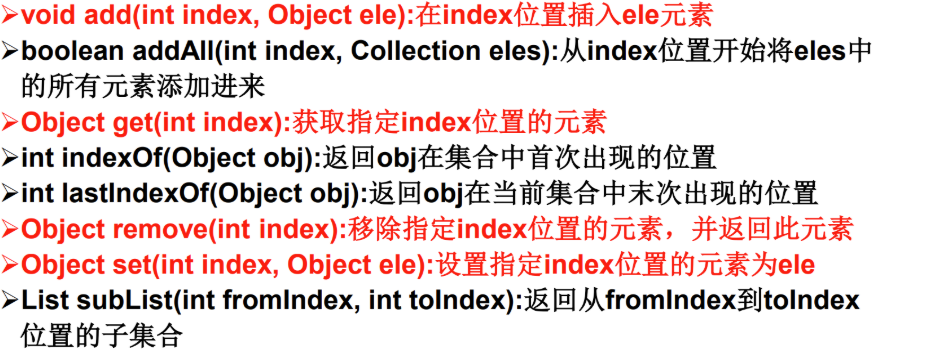 ➢void add(int index, Object ele):在index位置插入ele元素
➢boolean addAll(int index, Collection eles):从index位置开始将eles中
的所有元素添加进来
➢Object get(int index):获取指定index位置的元素
➢int indexOf(Object obj):返回obj在集合中首次出现的位置
➢int lastIndexOf(Object obj):返回obj在当前集合中末次出现的位置
➢Object remove(int index):移除指定index位置的元素，并返回此元素
➢Object set(int index, Object ele):设置指定index位置的元素为ele
➢List subList(int fromIndex, int toIndex):返回从fromIndex到toIndex
位置的子集合